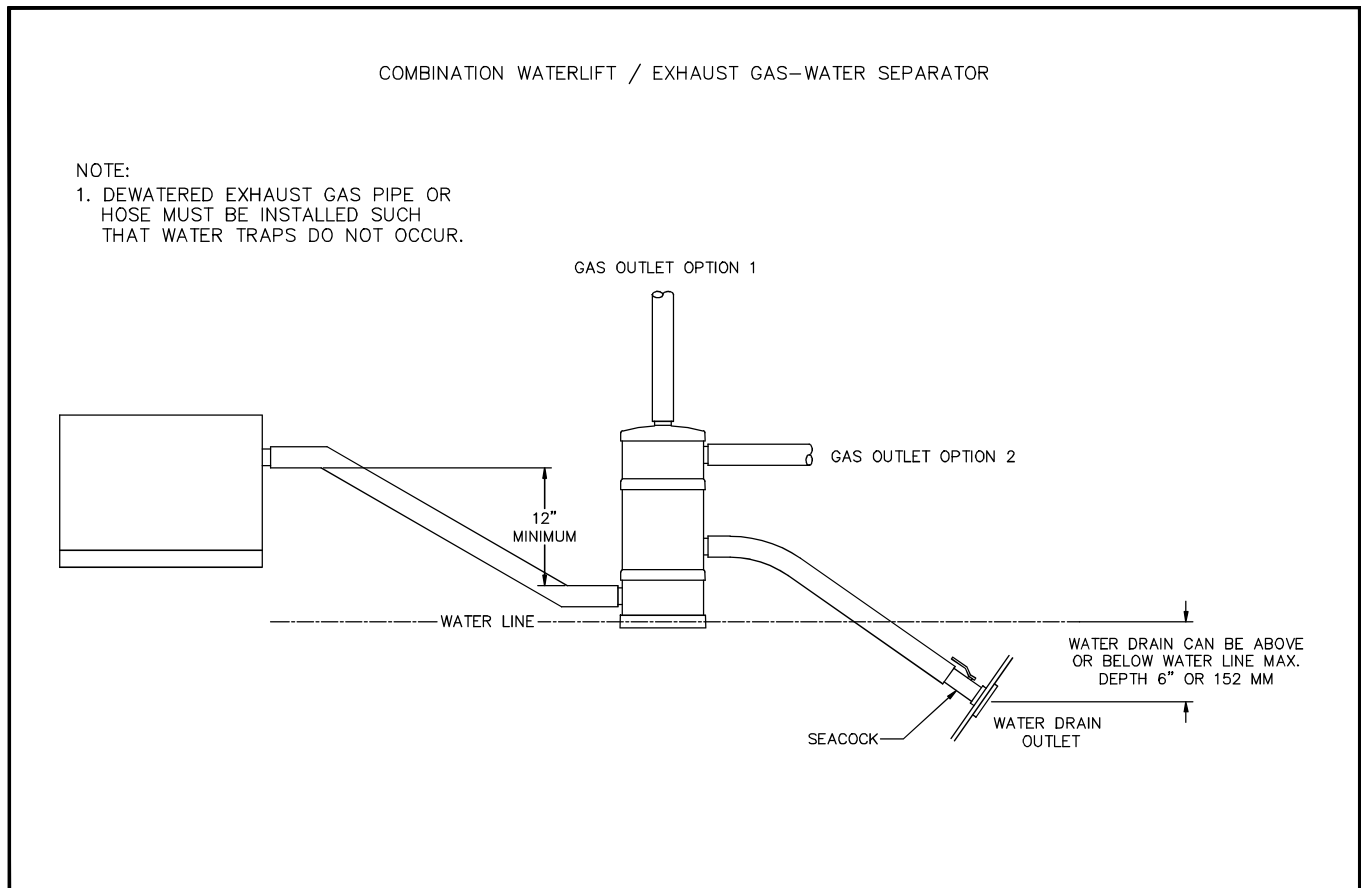 COMBINATION WATERLIFT / EXHAUST GAS–WATER SEPARATOR
NOTE:
1. DEWATERED EXHAUST GAS PIPE OR
HOSE MUST BE INSTALLED SUCH
THAT WATER TRAPS DO NOT OCCUR.
GAS OUTLET OPTION 1
GAS OUTLET OPTION 2
12"
MINIMUM
WATER LINE
WATER DRAIN CAN BE ABOVE
OR BELOW WATER LINE MAX.
DEPTH 6" OR 152 MM
SEACOCK
WATER DRAIN
OUTLET